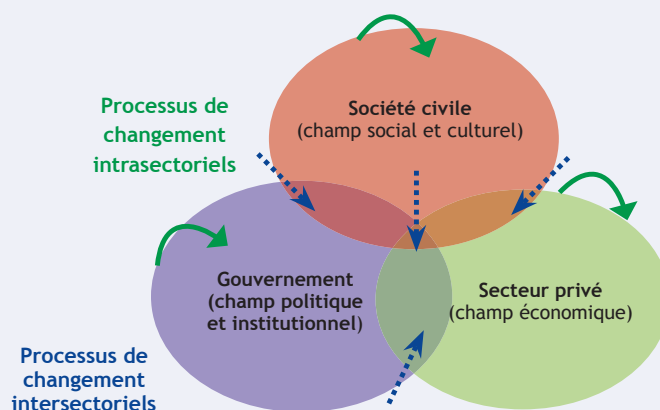 Processus de
changement
intrasectoriels
Société civile
(champ social et culturel)
Gouvernement
(champ politique
et institutionnel)
Secteur privé
(champ économique)
Processus de
changement
intersectoriels